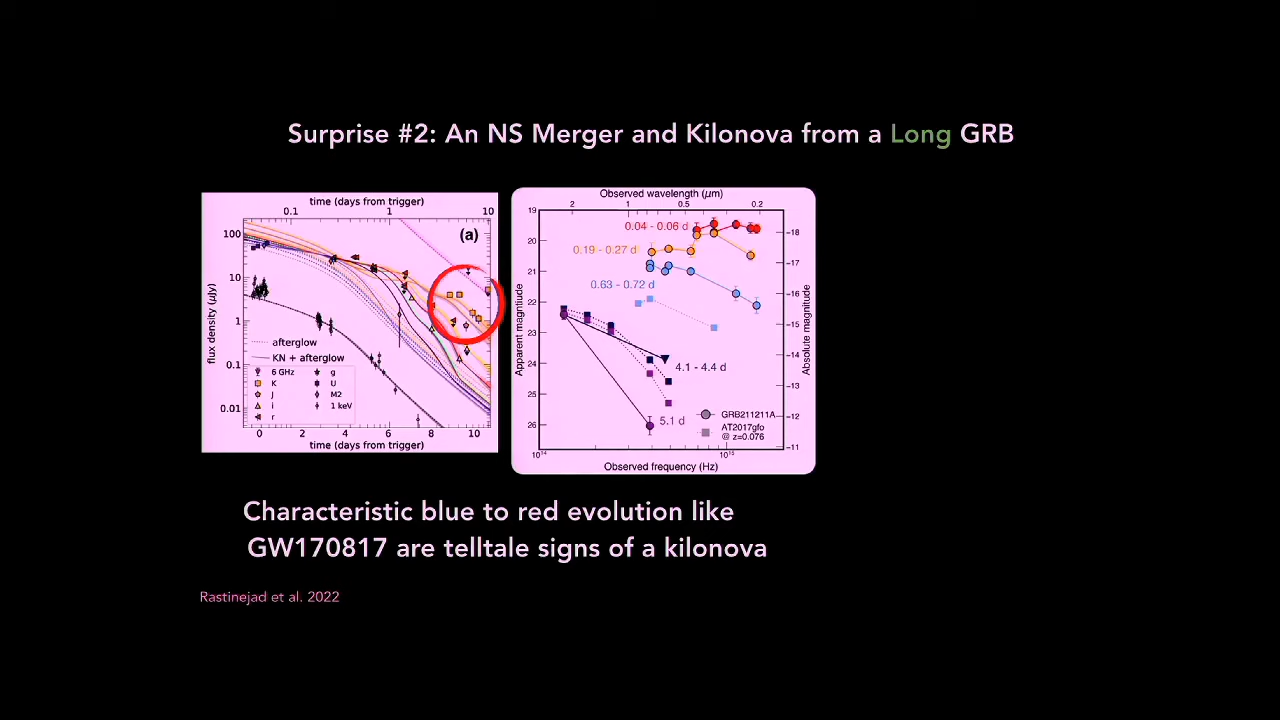 Surprise #2: An NS Merger and Kilonova from a Long GRB
time (days from trigger)
0.1 1 10
(a)
100
10
1
0.1
0.01
flux density (μJy)
afterglow
KN + afterglow
6 GHz g
K U
J M2
i 1 keV
r
0 2 4 6 8 10
time (days from trigger)
Observed wavelength (μm)
2 1 0.5 0.2
19
20
21
22
23
24
25
26
Apparent magntiude
0.04 - 0.06 d
0.19 - 0.27 d
0.63 - 0.72 d
4.1 - 4.4 d
5.1 d
GRB211211A
AT2017gfo
@ z=0.076
-18
-17
-16
-15
-14
-13
-12
-11
Absolute magnitude
10¹⁴ 10¹⁵
Observed frequency (Hz)
Characteristic blue to red evolution like
GW170817 are telltale signs of a kilonova
Rastinejad et al. 2022